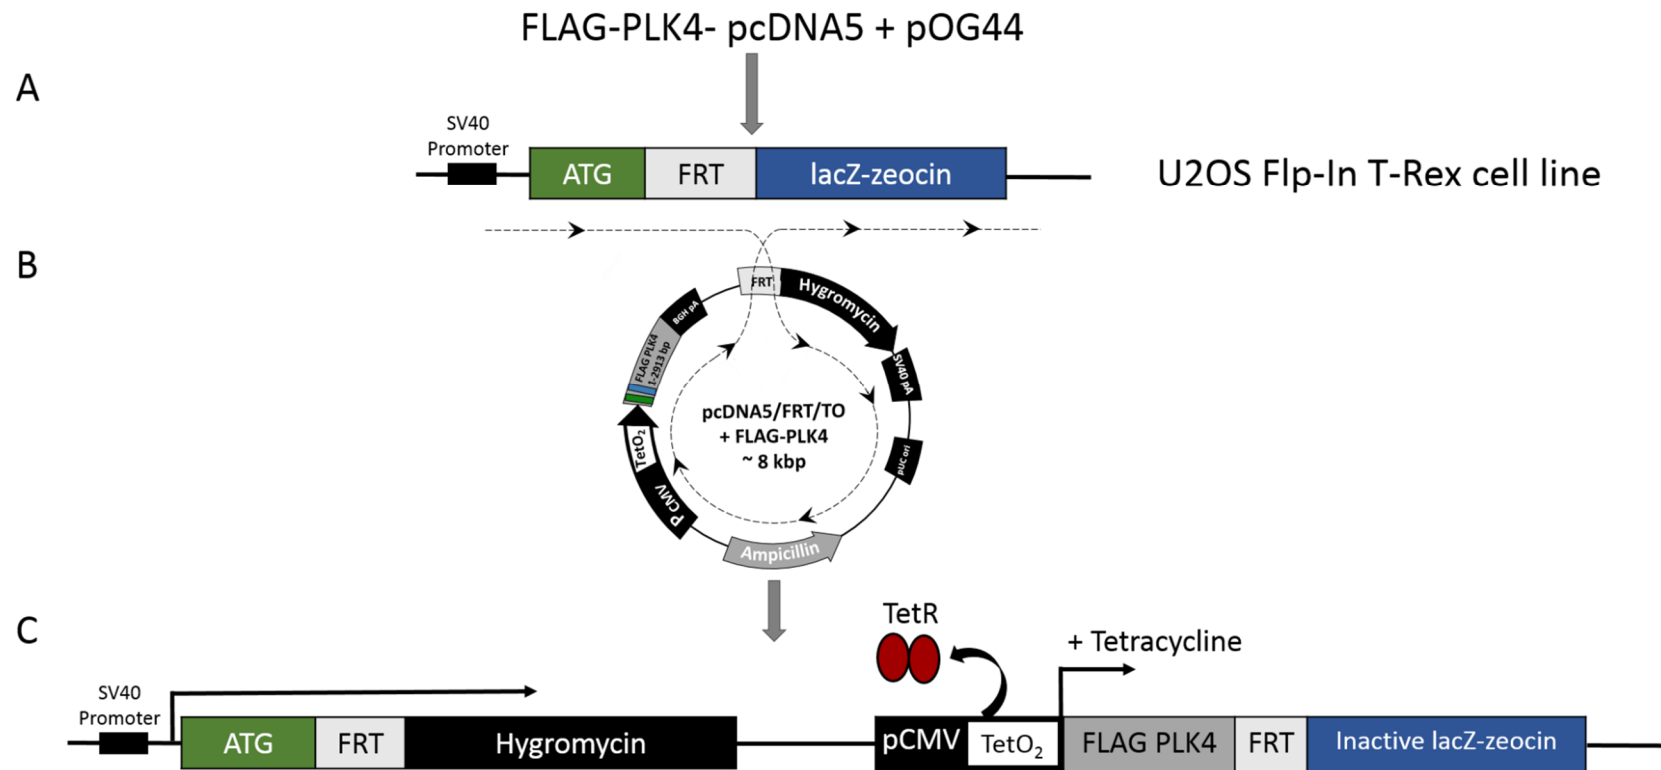 FLAG-PLK4- pcDNA5 + pOG44
A
SV40
Promoter
ATG
FRT
lacZ-zeocin
U2OS Flp-In T-Rex cell line
B
FRT
Hygromycin
SV40 pA
pUC ori
Ampicillin
P CMV
TetO2
FLAG PLK4
1-2913 bp
BGH pA
pcDNA5/FRT/TO
+ FLAG-PLK4
~ 8 kbp
C
TetR
+ Tetracycline
SV40
Promoter
ATG
FRT
Hygromycin
pCMV
TetO2
FLAG PLK4
FRT
Inactive lacZ-zeocin